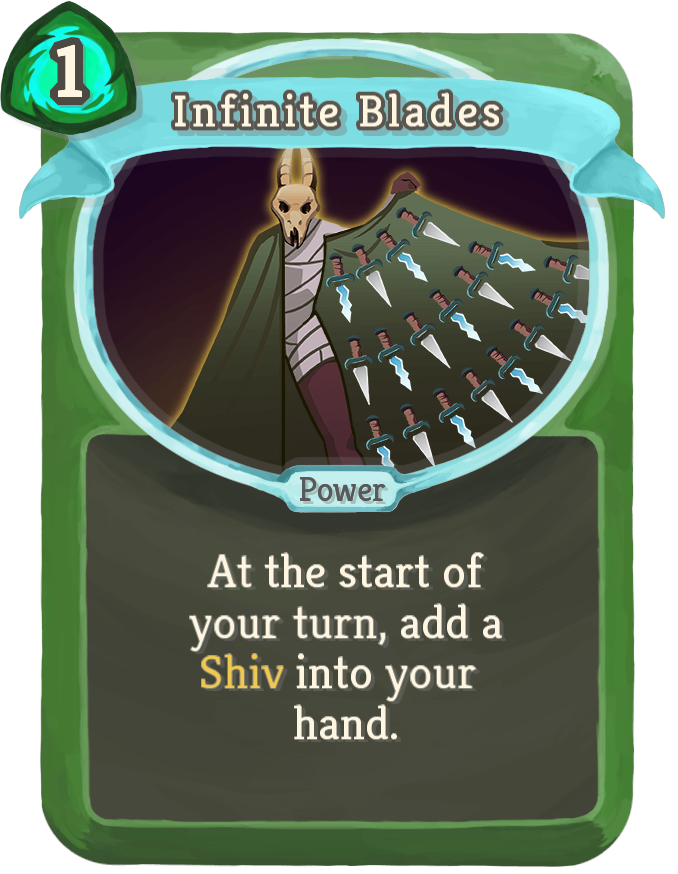 1
Infinite Blades
Power
At the start of
your turn, add a
Shiv into your
hand.